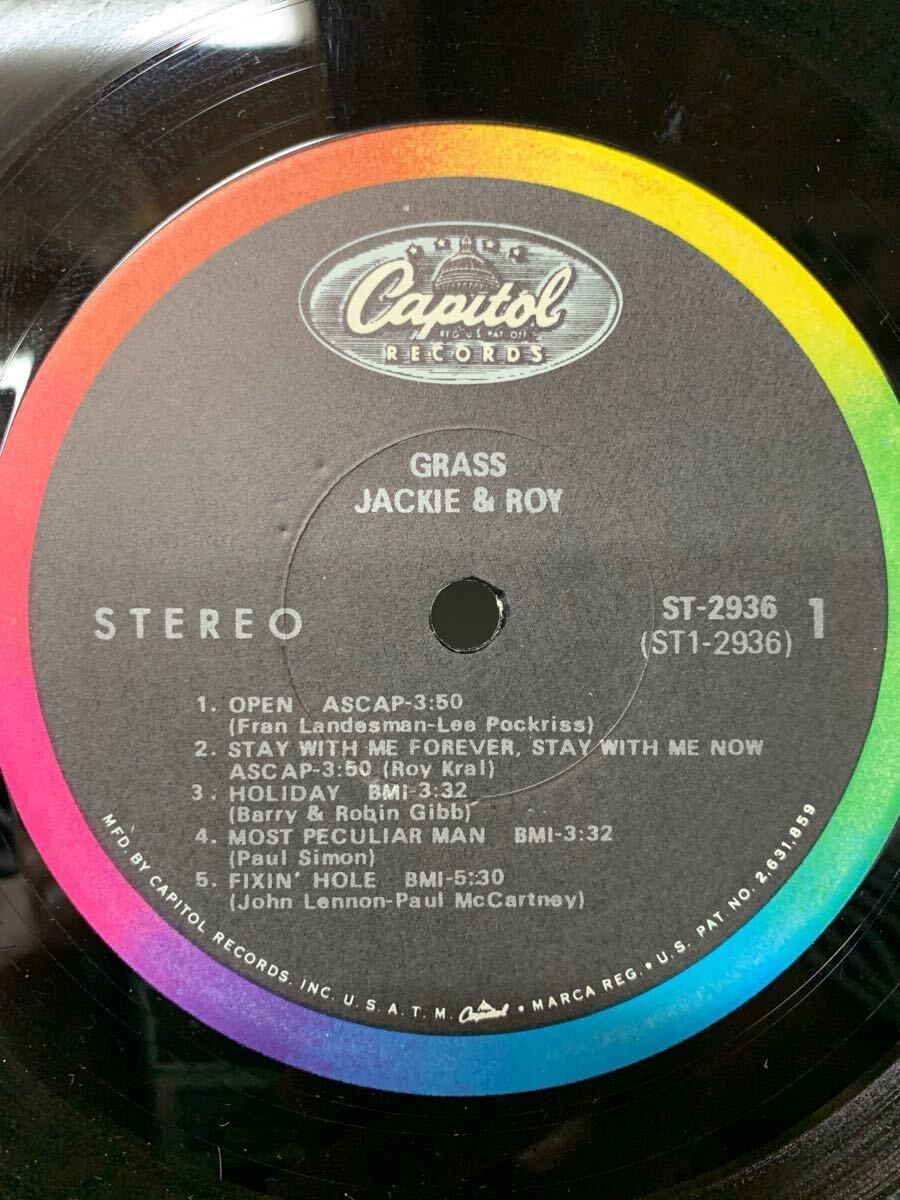 Capitol
REG. U.S. PAT. OFF.
RECORDS
GRASS
JACKIE & ROY
STEREO
ST-2936
(ST1-2936)
1
1. OPEN ASCAP-3:50
(Fran Landesman-Lee Pockriss)
2. STAY WITH ME FOREVER, STAY WITH ME NOW
ASCAP-3:50 (Roy Kral)
3. HOLIDAY BMI-3:32
(Barry & Robin Gibb)
4. MOST PECULIAR MAN BMI-3:32
(Paul Simon)
5. FIXIN' HOLE BMI-5:30
(John Lennon-Paul McCartney)
MFD. BY CAPITOL RECORDS, INC. U.S.A. T.M. Capitol • MARCA REG. • U.S. PAT. NO. 2,631,859